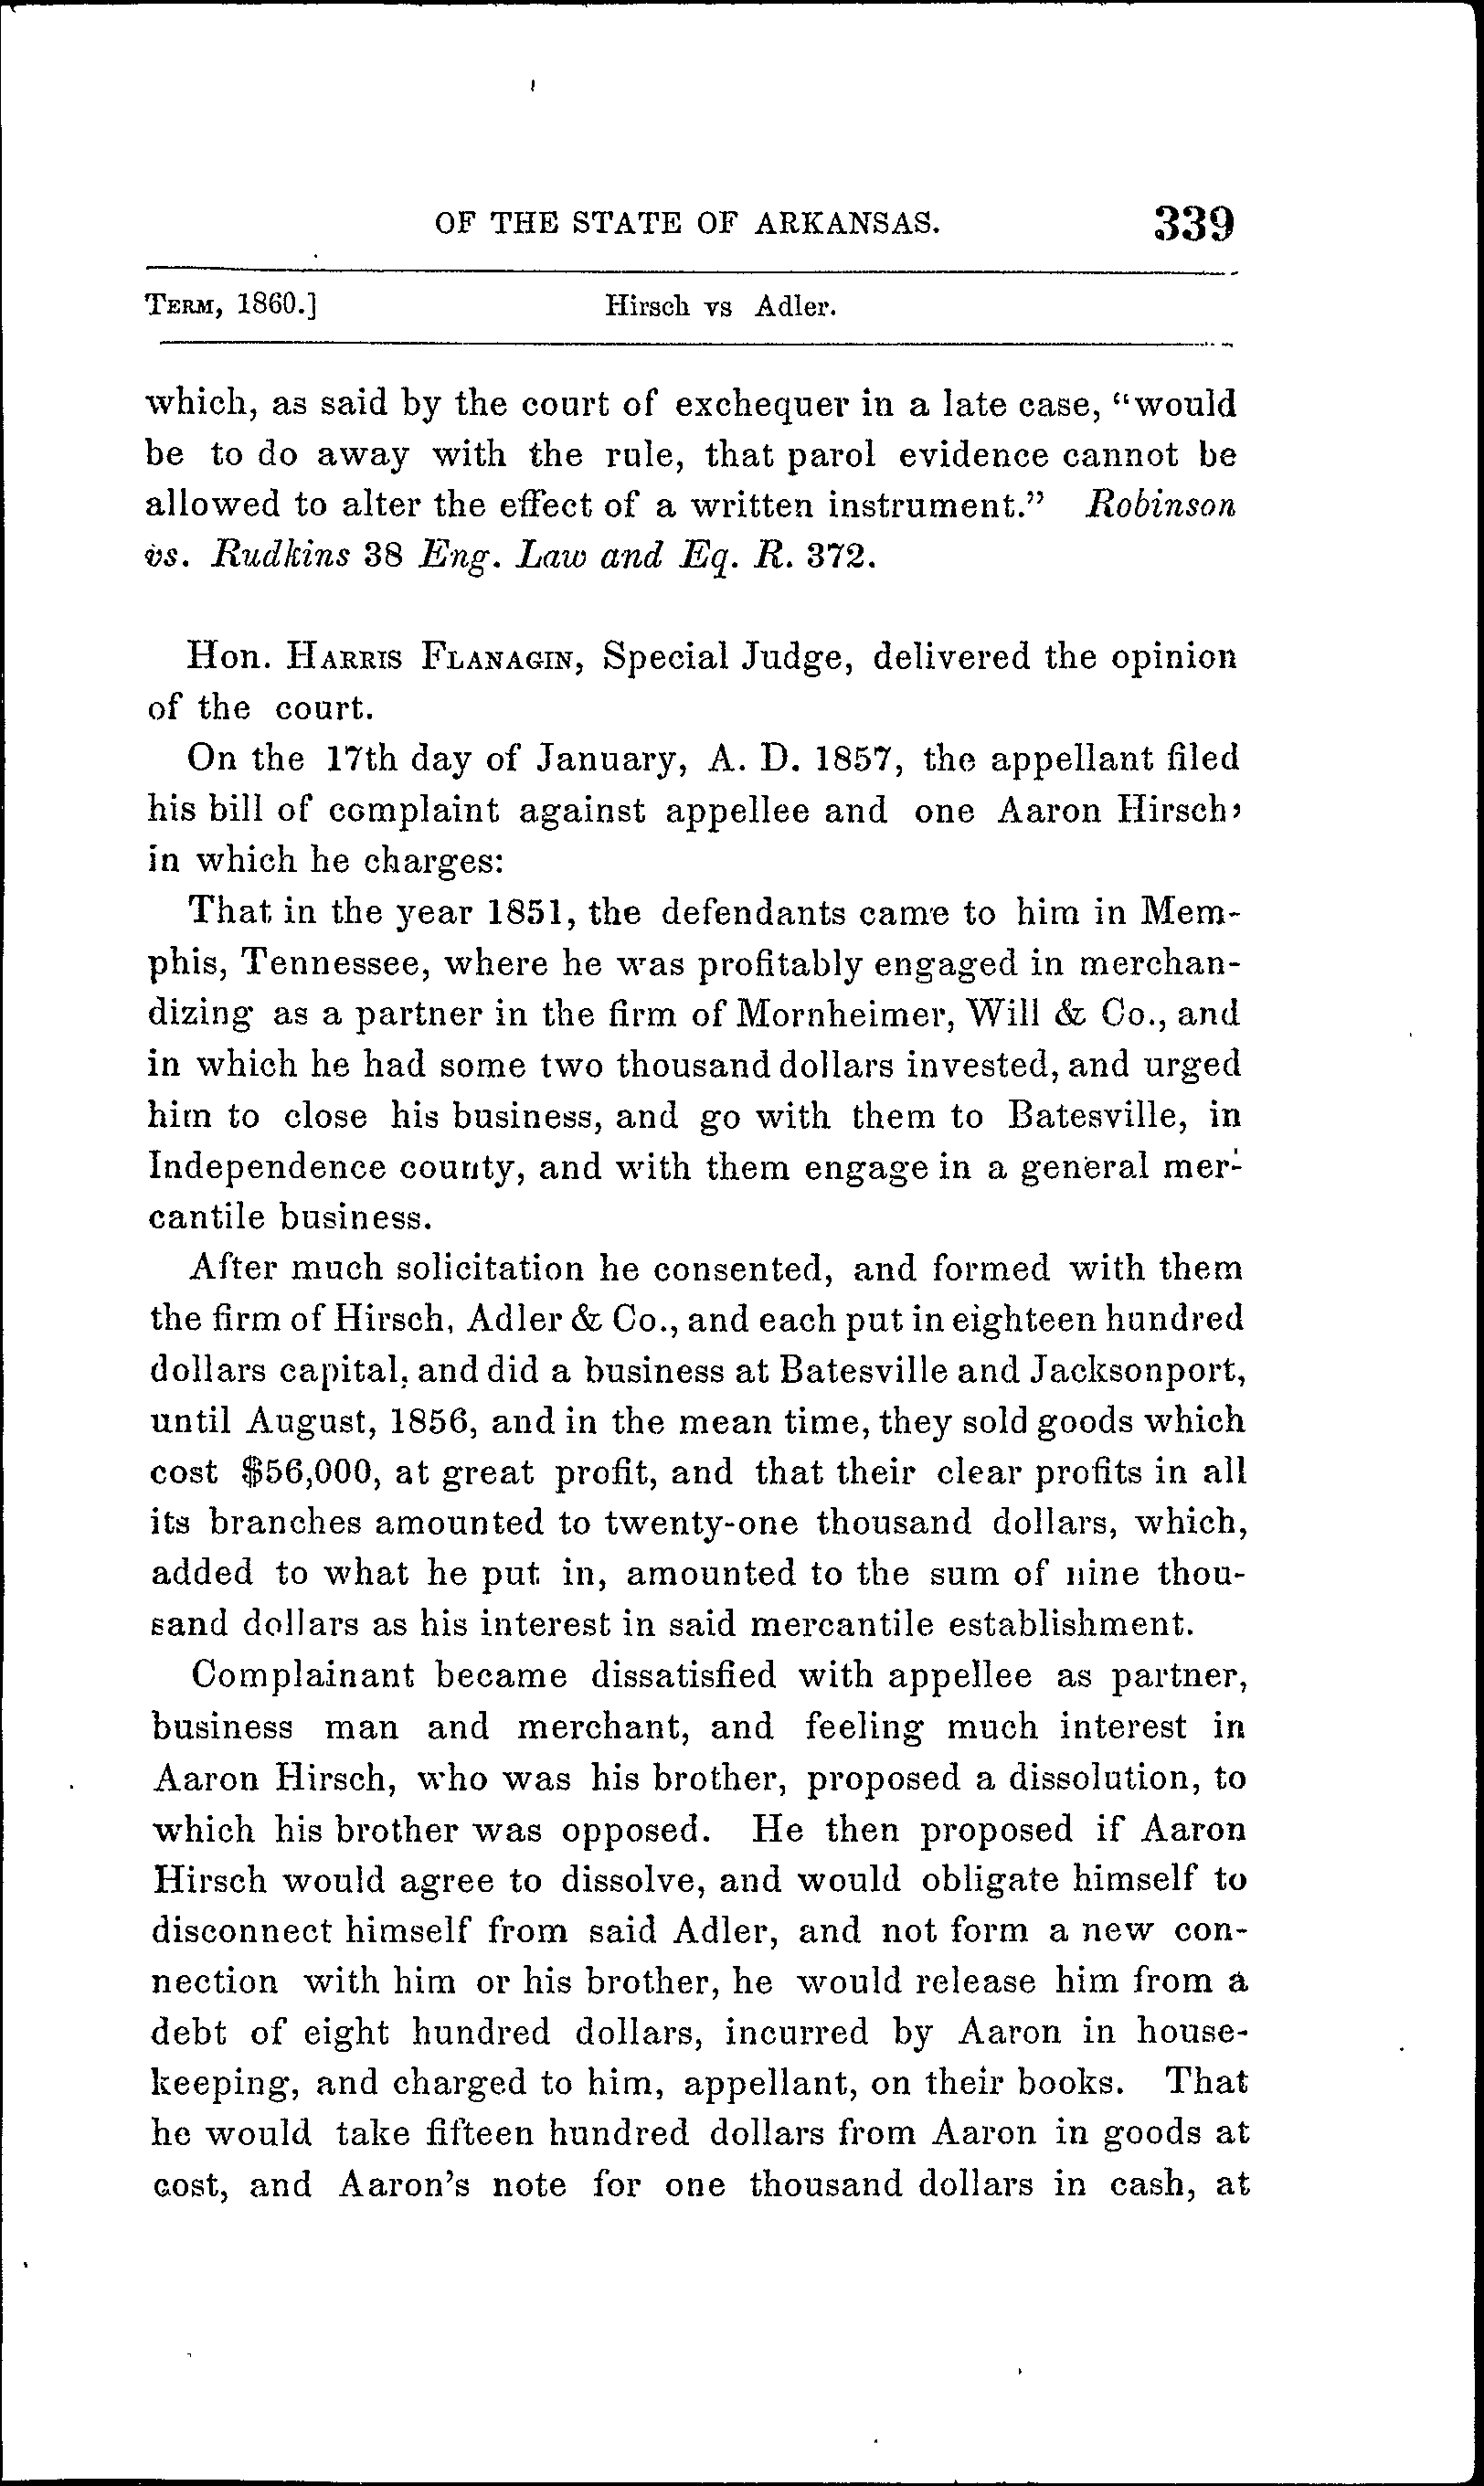 OF THE STATE OF ARKANSAS. 339
TERM, 1860.] Hirsch vs Adler.
which, as said by the court of exchequer in a late case, "would
be to do away with the rule, that parol evidence cannot be
allowed to alter the effect of a written instrument." Robinson
vs. Rudkins 38 Eng. Law and Eq. R. 372.
Hon. HARRIS FLANAGIN, Special Judge, delivered the opinion
of the court.
On the 17th day of January, A. D. 1857, the appellant filed
his bill of complaint against appellee and one Aaron Hirsch,
in which he charges:
That in the year 1851, the defendants came to him in Mem-
phis, Tennessee, where he was profitably engaged in merchan-
dizing as a partner in the firm of Mornheimer, Will & Co., and
in which he had some two thousand dollars invested, and urged
him to close his business, and go with them to Batesville, in
Independence county, and with them engage in a general mer-
cantile business.
After much solicitation he consented, and formed with them
the firm of Hirsch, Adler & Co., and each put in eighteen hundred
dollars capital, and did a business at Batesville and Jacksonport,
until August, 1856, and in the mean time, they sold goods which
cost $56,000, at great profit, and that their clear profits in all
its branches amounted to twenty-one thousand dollars, which,
added to what he put in, amounted to the sum of nine thou-
sand dollars as his interest in said mercantile establishment.
Complainant became dissatisfied with appellee as partner,
business man and merchant, and feeling much interest in
Aaron Hirsch, who was his brother, proposed a dissolution, to
which his brother was opposed. He then proposed if Aaron
Hirsch would agree to dissolve, and would obligate himself to
disconnect himself from said Adler, and not form a new con-
nection with him or his brother, he would release him from a
debt of eight hundred dollars, incurred by Aaron in house-
keeping, and charged to him, appellant, on their books. That
he would take fifteen hundred dollars from Aaron in goods at
cost, and Aaron's note for one thousand dollars in cash, at